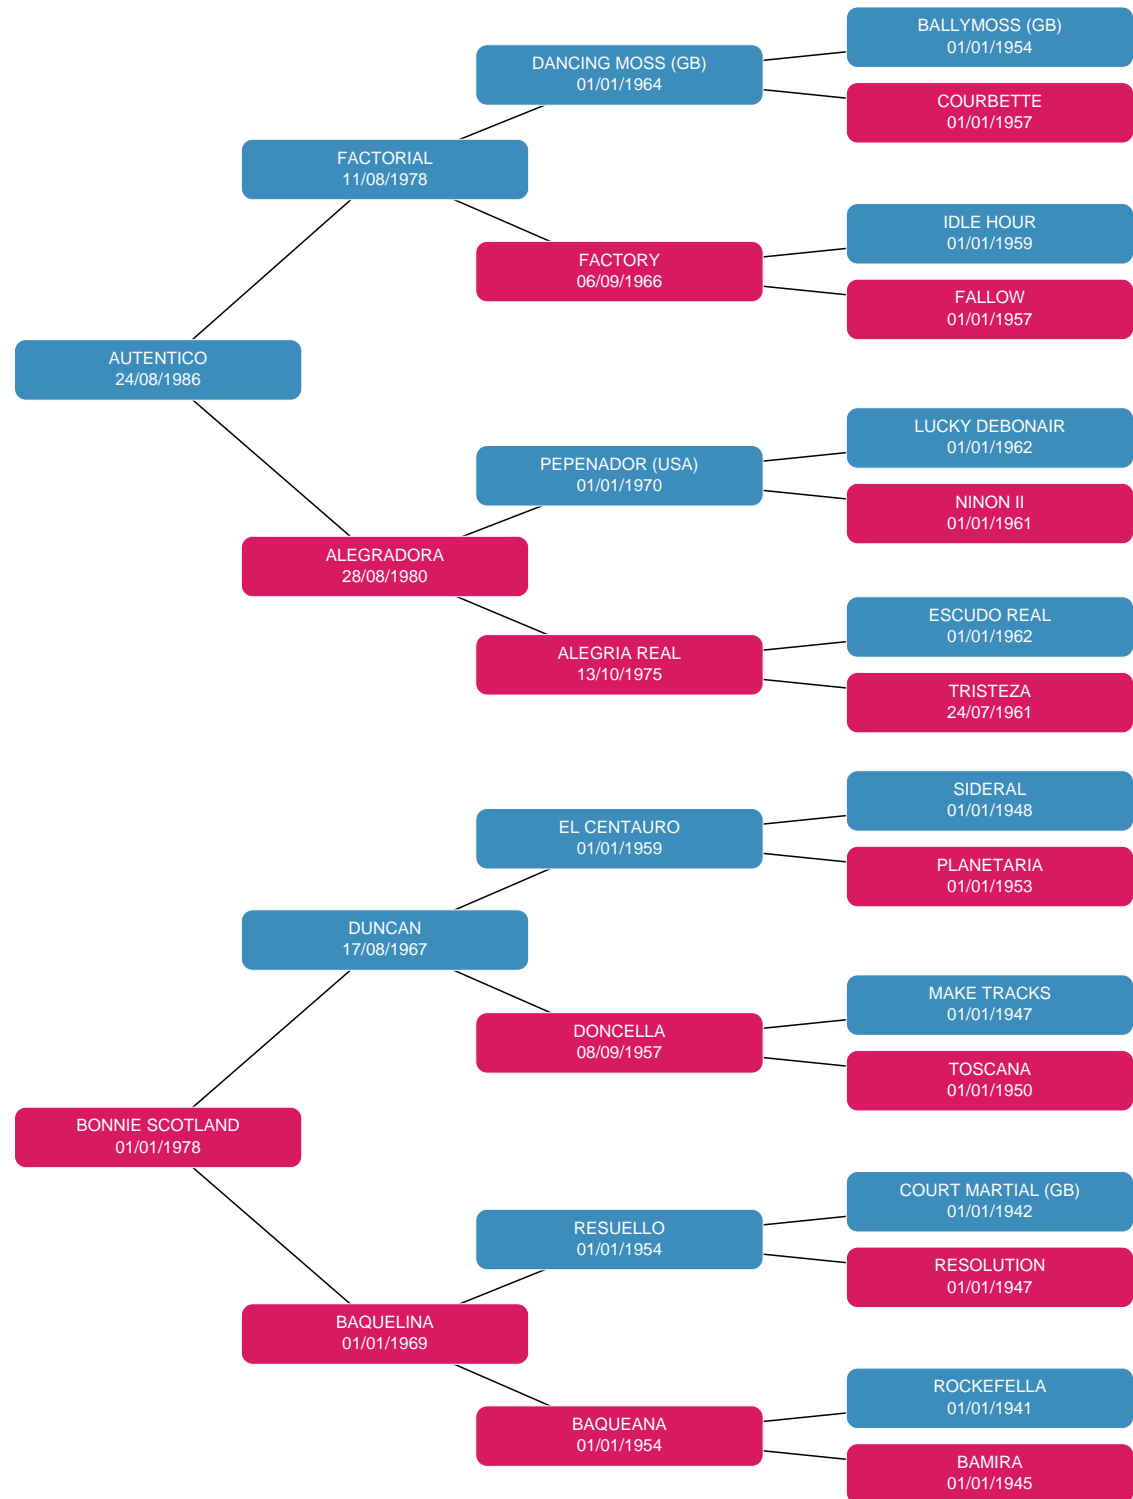 BALLYMOSS (GB)
01/01/1954
DANCING MOSS (GB)
01/01/1964
COURBETTE
01/01/1957
FACTORIAL
11/08/1978
IDLE HOUR
01/01/1959
FACTORY
06/09/1966
FALLOW
01/01/1957
AUTENTICO
24/08/1986
LUCKY DEBONAIR
01/01/1962
PEPENADOR (USA)
01/01/1970
NINON II
01/01/1961
ALEGRADORA
28/08/1980
ESCUDO REAL
01/01/1962
ALEGRIA REAL
13/10/1975
TRISTEZA
24/07/1961
SIDERAL
01/01/1948
EL CENTAURO
01/01/1959
PLANETARIA
01/01/1953
DUNCAN
17/08/1967
MAKE TRACKS
01/01/1947
DONCELLA
08/09/1957
TOSCANA
01/01/1950
BONNIE SCOTLAND
01/01/1978
COURT MARTIAL (GB)
01/01/1942
RESUELLO
01/01/1954
RESOLUTION
01/01/1947
BAQUELINA
01/01/1969
ROCKEFELLA
01/01/1941
BAQUEANA
01/01/1954
BAMIRA
01/01/1945